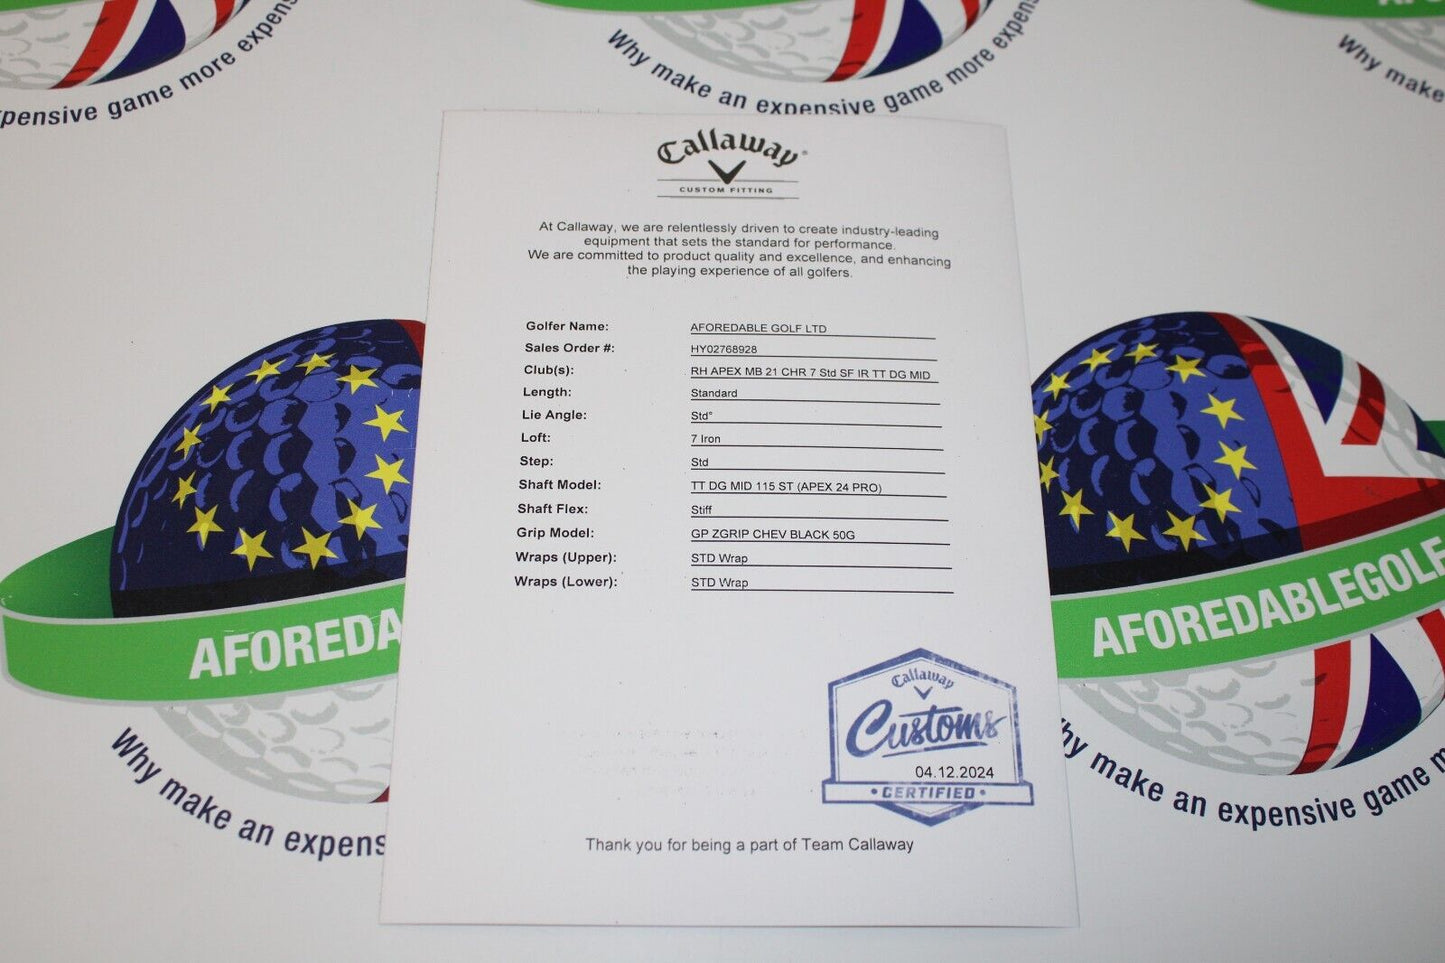 pensive game more expens
Why make an expensive game more expens
Why make
Callaway
CUSTOM FITTING
At Callaway, we are relentlessly driven to create industry-leading
equipment that sets the standard for performance.
We are committed to product quality and excellence, and enhancing
the playing experience of all golfers.
Golfer Name: AFOREDABLE GOLF LTD
Sales Order #: HY02768928
Club(s): RH APEX MB 21 CHR 7 Std SF IR TT DG MID
Length: Standard
Lie Angle: Std°
Loft: 7 Iron
Step: Std
Shaft Model: TT DG MID 115 ST (APEX 24 PRO)
Shaft Flex: Stiff
Grip Model: GP ZGRIP CHEV BLACK 50G
Wraps (Upper): STD Wrap
Wraps (Lower): STD Wrap
Callaway
Customs
04.12.2024
• CERTIFIED •
Thank you for being a part of Team Callaway
AFOREDA
Why make an expens
AFOREDABLEGOLF
hy make an expensive game m